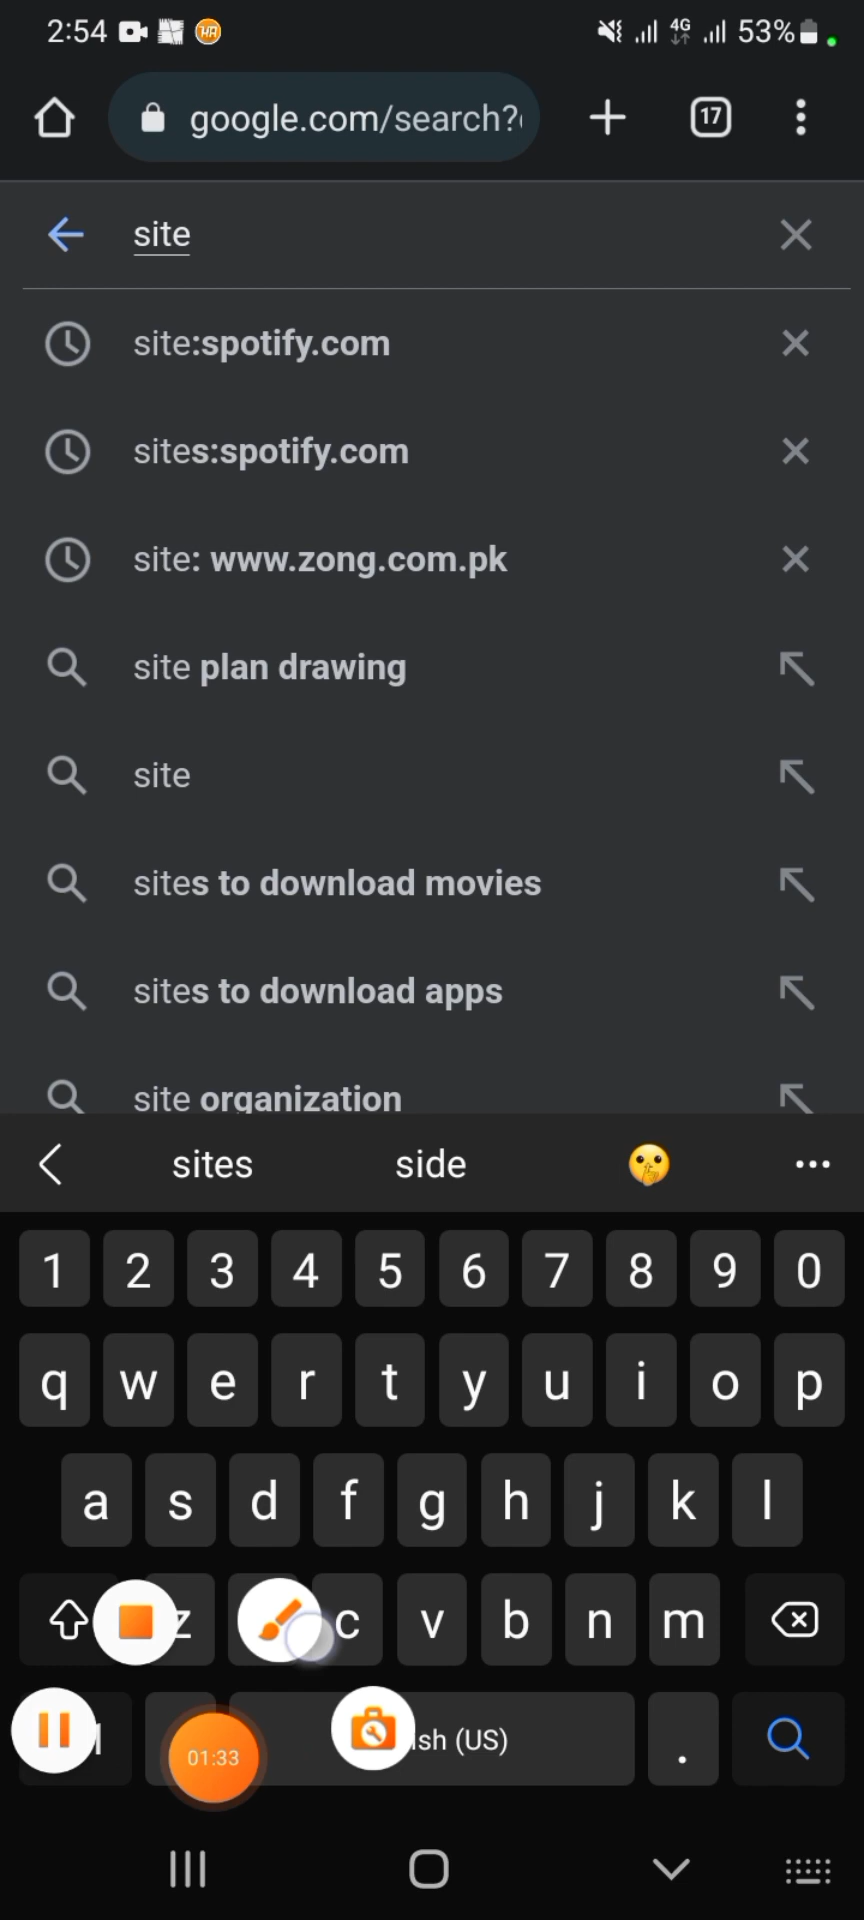 2:54 HR 4G 53%
google.com/search?
17
site
site:spotify.com
sites:spotify.com
site: www.zong.com.pk
site plan drawing
site
sites to download movies
sites to download apps
site organization
sites side
1 2 3 4 5 6 7 8 9 0
q w e r t y u i o p
a s d f g h j k l
z c v b n m
01:33 (US) .